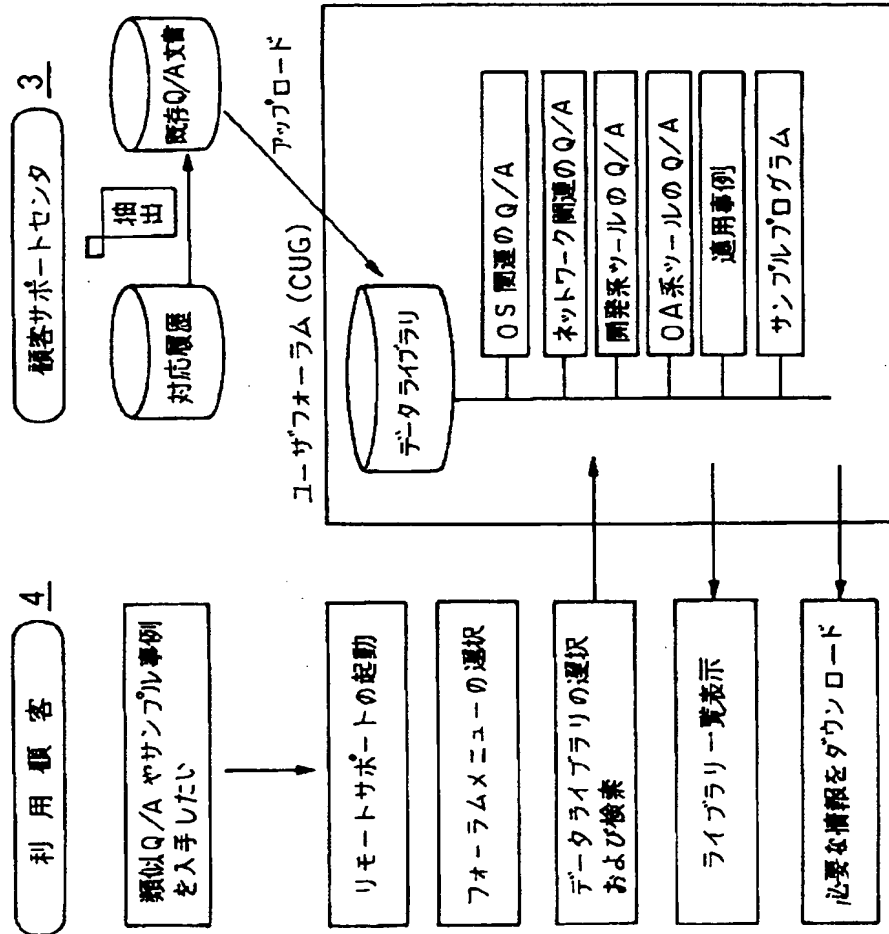 利用顧客 4
類似Q/Aやサンプル事例
を入手したい
リモートサポートの起動
フォーラムメニューの選択
データライブラリの選択
および検索
ライブラリ一覧表示
必要な情報をダウンロード
顧客サポートセンタ 3
対応履歴
抽出
既存Q/A文書
アップロード
ユーザフォーラム(CUG)
データライブラリ
OS関連のQ/A
ネットワーク関連のQ/A
開発系ツールのQ/A
OA系ツールのQ/A
適用事例
サンプルプログラム